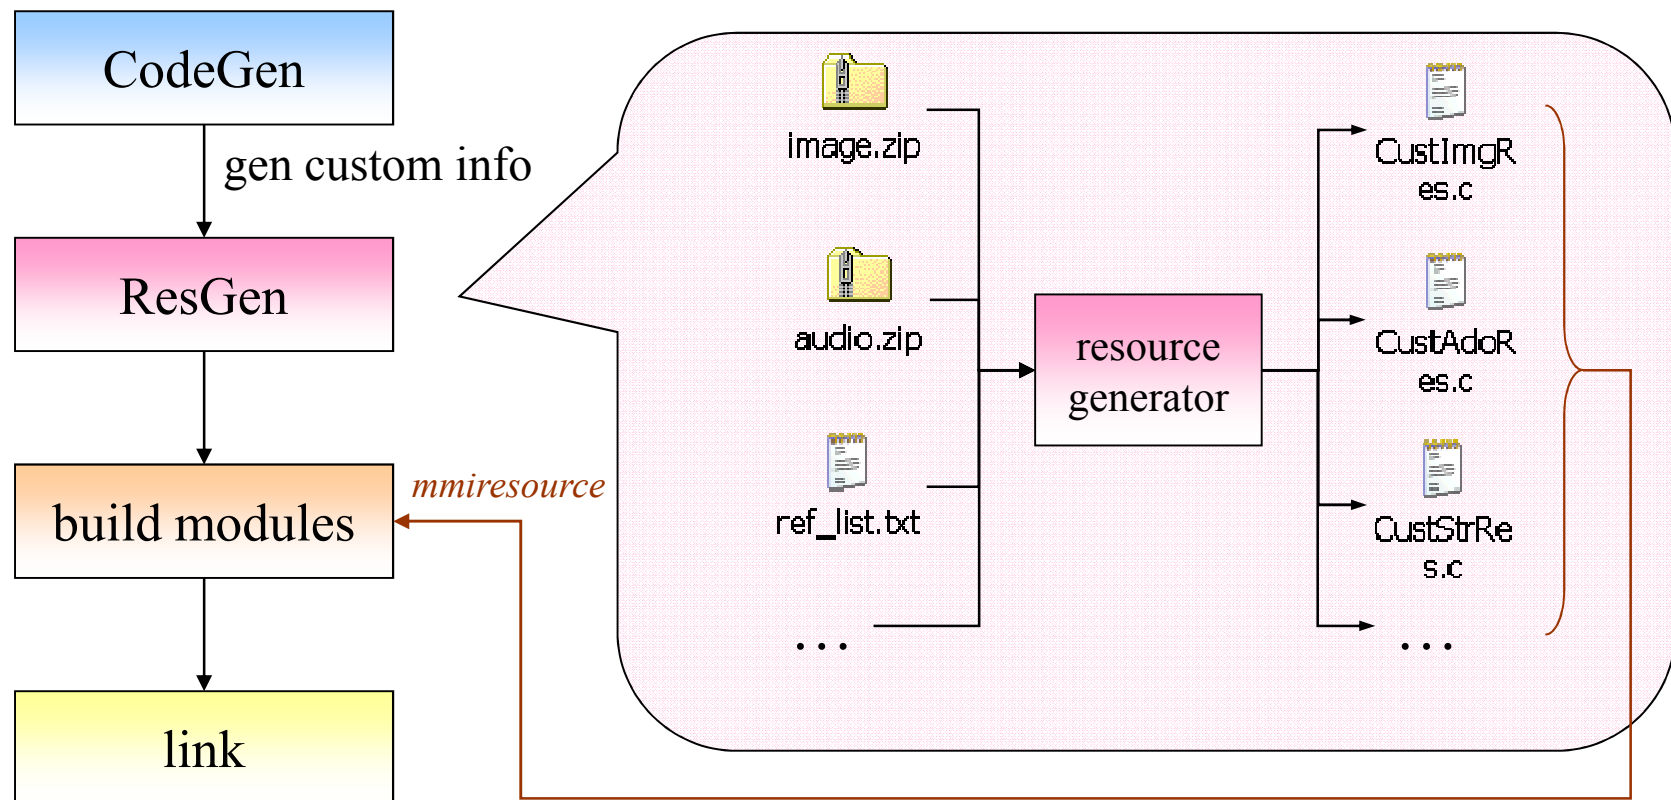 CodeGen
gen custom info
ResGen
build modules
link
mmiresource
image.zip
audio.zip
ref_list.txt
...
resource
generator
CustImgR
es.c
CustAdoR
es.c
CustStrRe
s.c
...